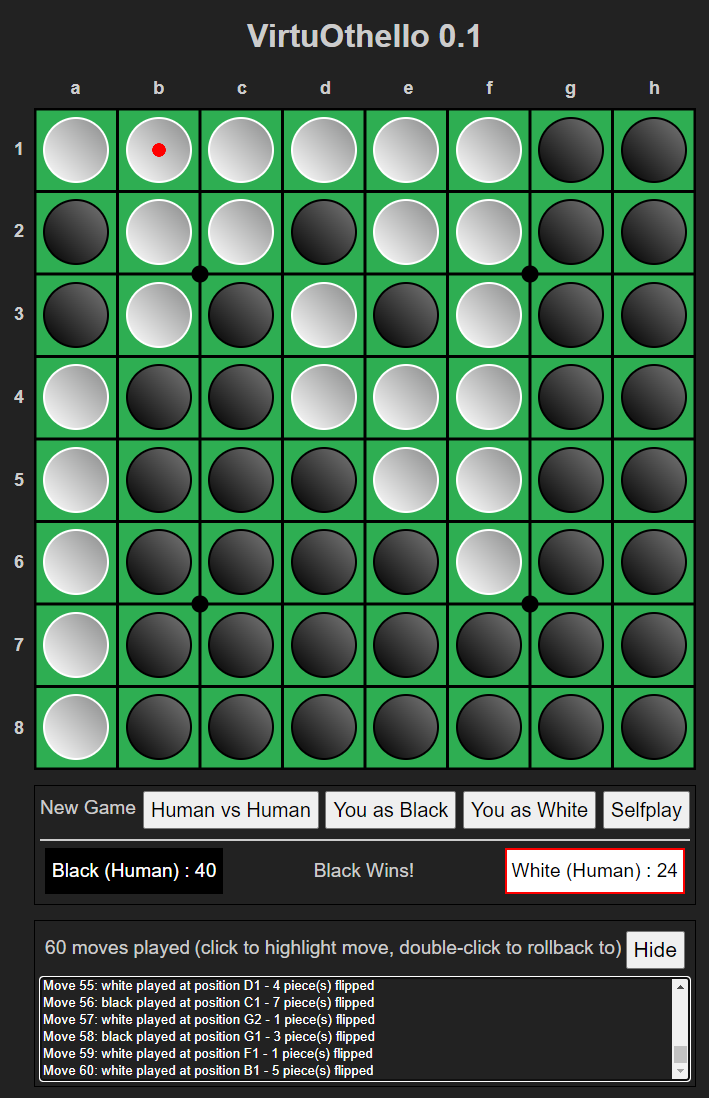 VirtuOthello 0.1
a b c d e f g h
1
2
3
4
5
6
7
8
New Game Human vs Human You as Black You as White Selfplay
Black (Human) : 40 Black Wins! White (Human) : 24
60 moves played (click to highlight move, double-click to rollback to) Hide
Move 55: white played at position D1 - 4 piece(s) flipped
Move 56: black played at position C1 - 7 piece(s) flipped
Move 57: white played at position G2 - 1 piece(s) flipped
Move 58: black played at position G1 - 3 piece(s) flipped
Move 59: white played at position F1 - 1 piece(s) flipped
Move 60: white played at position B1 - 5 piece(s) flipped